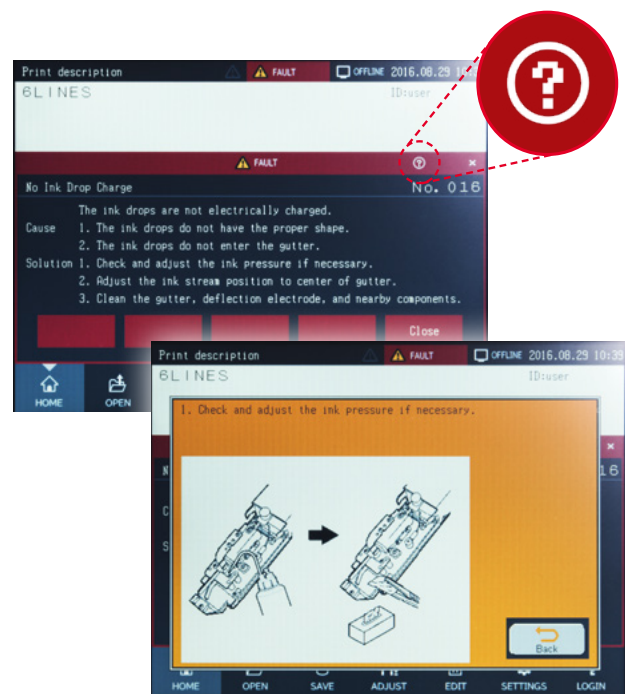 Print description FAULT OFFLINE 2016.08.29
6LINES ID:user
?
FAULT ? ×
No Ink Drop Charge No. 016
The ink drops are not electrically charged.
Cause 1. The ink drops do not have the proper shape.
2. The ink drops do not enter the gutter.
Solution 1. Check and adjust the ink pressure if necessary.
2. Adjust the ink stream position to center of gutter.
3. Clean the gutter, deflection electrode, and nearby components.
Close
HOME OPEN
Print description FAULT OFFLINE 2016.08.29 10:39
6LINES ID:user
1. Check and adjust the ink pressure if necessary.
×
16
Back
HOME OPEN SAVE ADJUST EDIT SETTINGS LOGIN